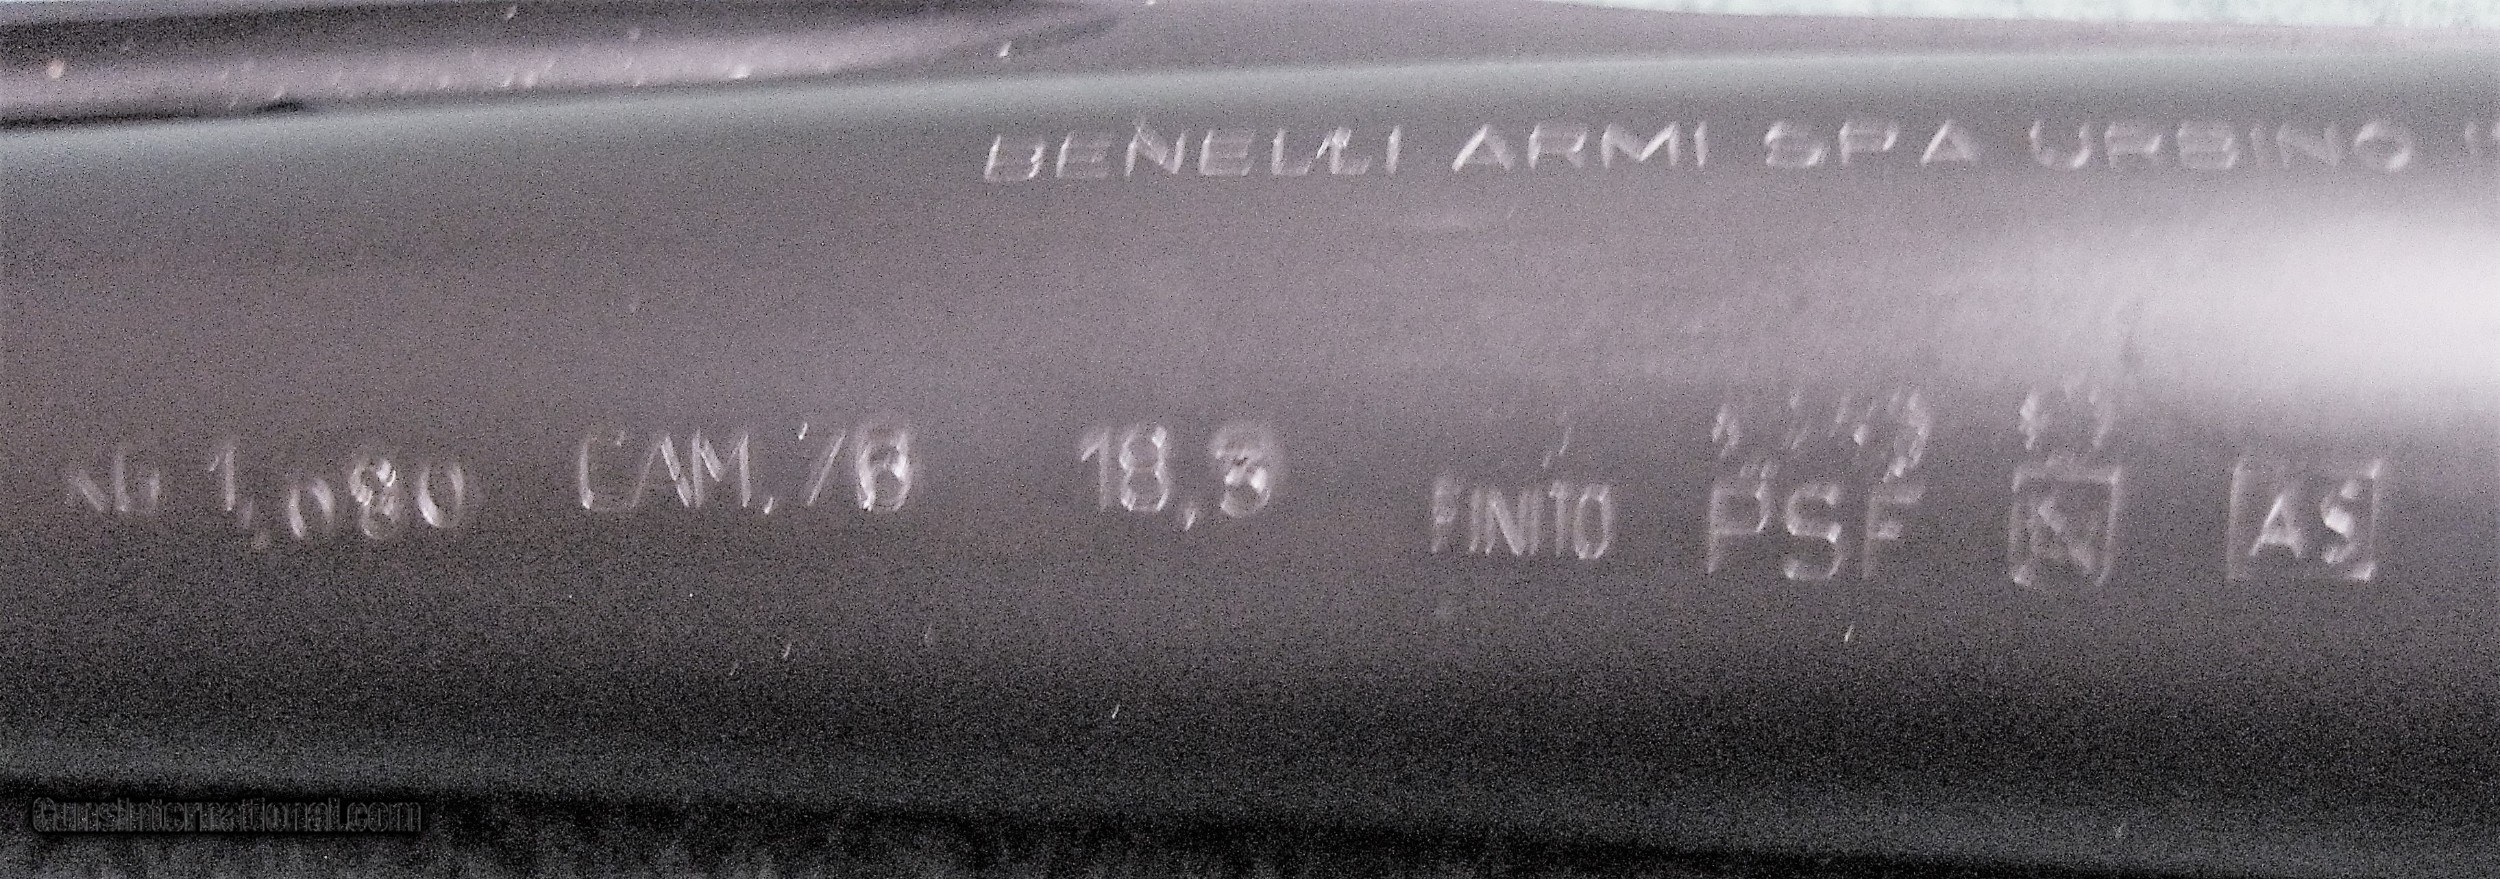 BENELLI ARMI SPA URBINO
1,080 CAM.76 18,3 FINITO PSF AS
GunsInternational.com